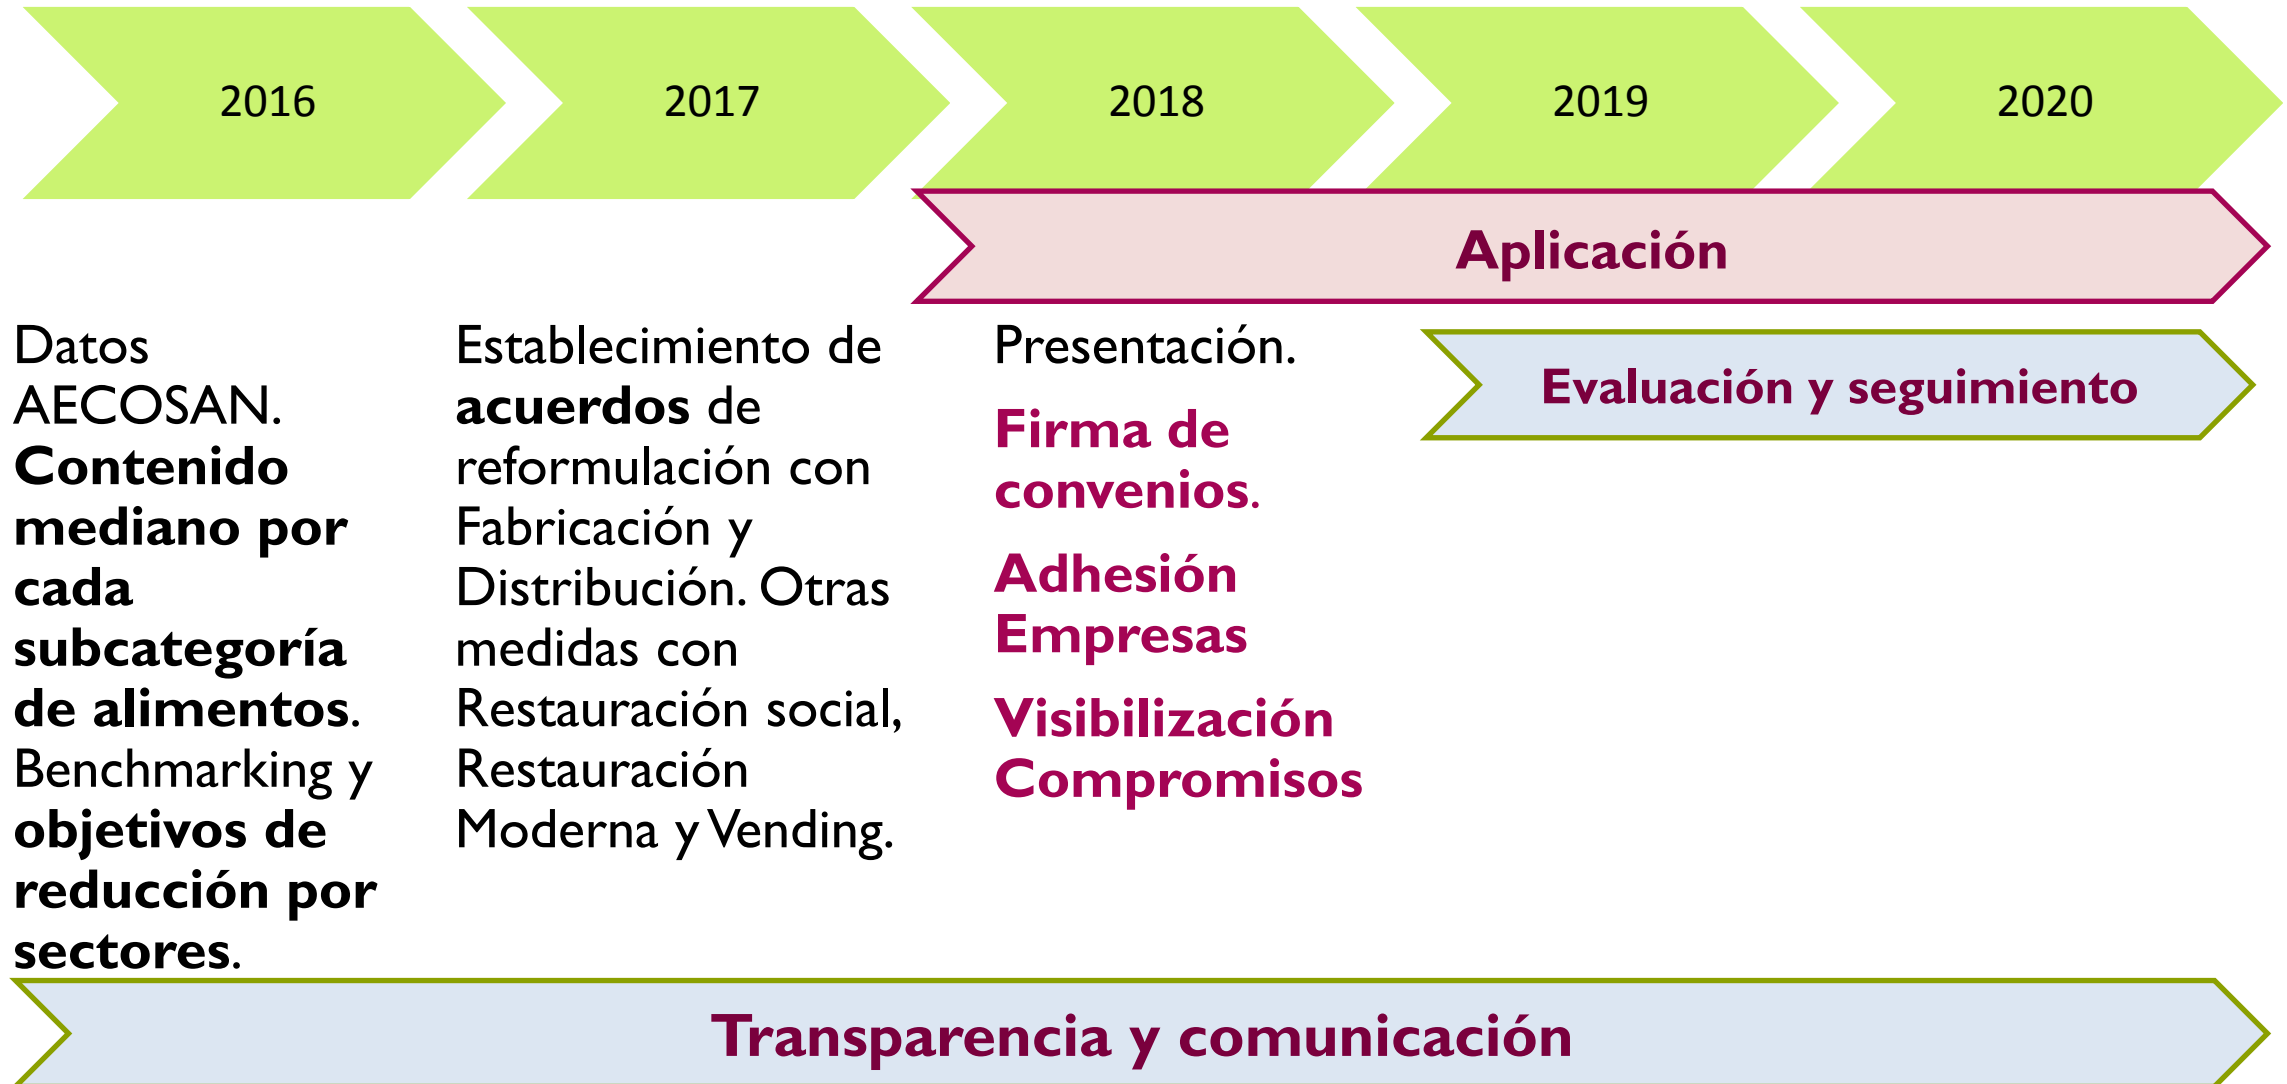 2016
2017
2018
2019
2020
Aplicación
Datos
AECOSAN.
Contenido
mediano por
cada
subcategoría
de alimentos.
Benchmarking y
objetivos de
reducción por
sectores.
Establecimiento de
acuerdos de
reformulación con
Fabricación y
Distribución. Otras
medidas con
Restauración social,
Restauración
Moderna y Vending.
Presentación.
Firma de
convenios.
Adhesión
Empresas
Visibilización
Compromisos
Evaluación y seguimiento
Transparencia y comunicación